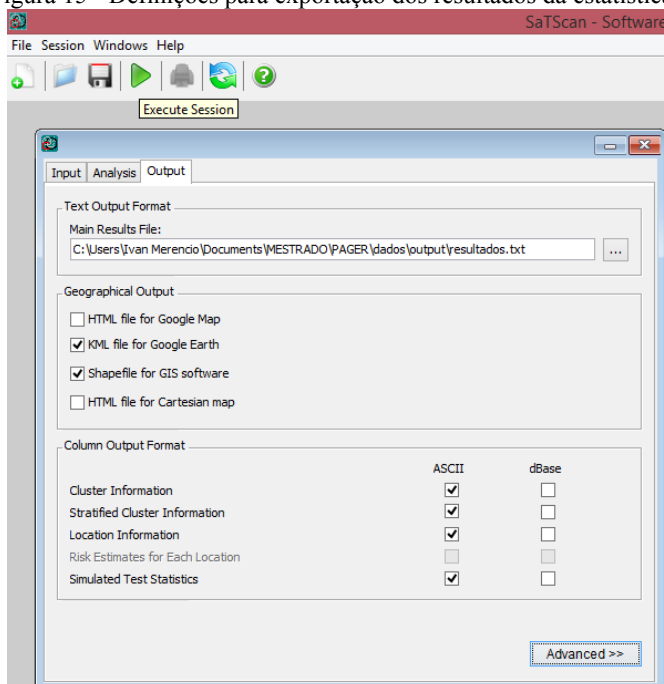 Definições para exportação dos resultados da estatística
SaTScan - Software
File Session Windows Help
Execute Session
Input Analysis Output
Text Output Format
Main Results File:
C:\Users\Ivan Merencio\Documents\MESTRADO\PAGER\dados\output\resultados.txt
...
Geographical Output
HTML file for Google Map
KML file for Google Earth
Shapefile for GIS software
HTML file for Cartesian map
Column Output Format
ASCII dBase
Cluster Information
Stratified Cluster Information
Location Information
Risk Estimates for Each Location
Simulated Test Statistics
Advanced >>